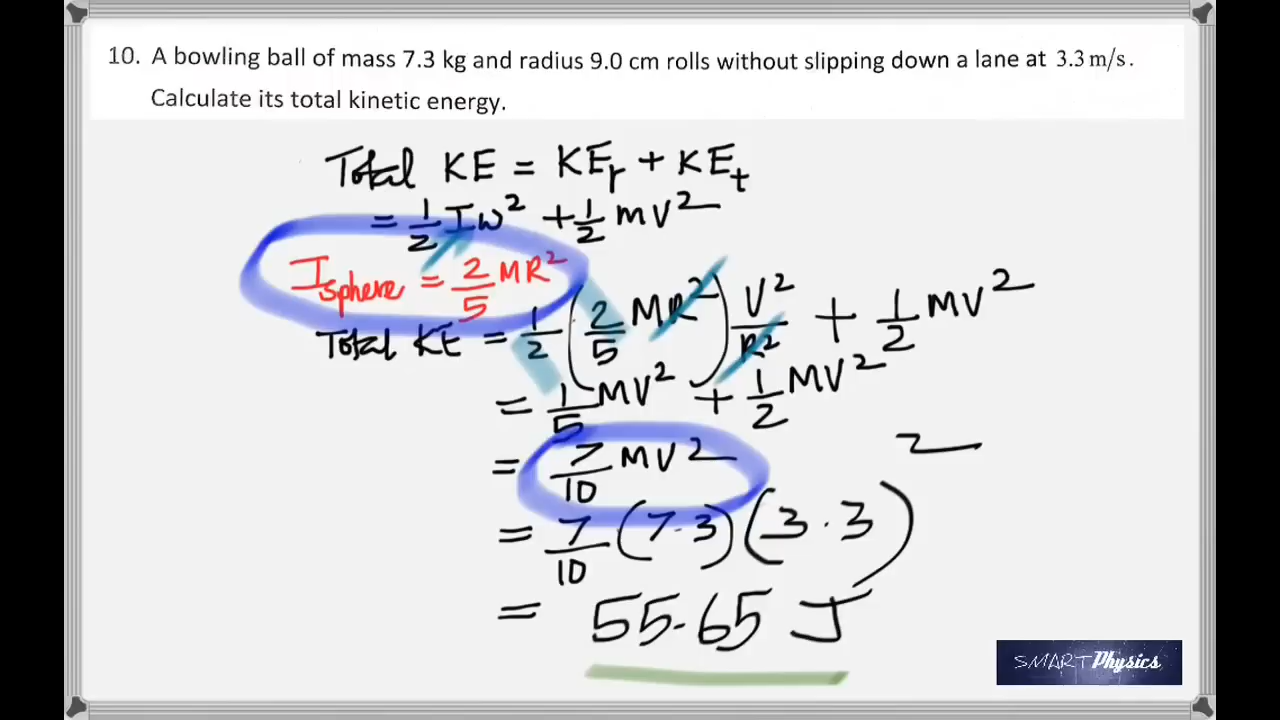 10. A bowling ball of mass 7.3 kg and radius 9.0 cm rolls without slipping down a lane at 3.3 m/s.
Calculate its total kinetic energy.
Total KE = KEr + KEt
= 1/2 Iω² + 1/2 mv²
Isphere = 2/5 MR²
Total KE = 1/2 (2/5 MR²) V²/R² + 1/2 MV²
= 1/5 MV² + 1/2 MV²
= 7/10 MV²
= 7/10 (7.3) (3.3)²
= 55.65 J
SMART Physics